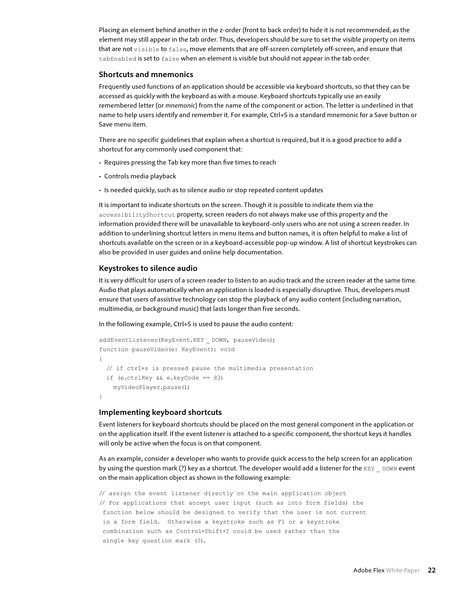 Placing an element behind another in the z-order (front to back order) to hide it is not recommended, as the
element may still appear in the tab order. Thus, developers should be sure to set the visible property on items
that are not visible to false, move elements that are off-screen completely off-screen, and ensure that
tabEnabled is set to false when an element is visible but should not appear in the tab order.
Shortcuts and mnemonics
Frequently used functions of an application should be accessible via keyboard shortcuts, so that they can be
accessed as quickly with the keyboard as with a mouse. Keyboard shortcuts typically use an easily
remembered letter (or mnemonic) from the name of the component or action. The letter is underlined in that
name to help users identify and remember it. For example, Ctrl+S is a standard mnemonic for a Save button or
Save menu item.
There are no specific guidelines that explain when a shortcut is required, but it is a good practice to add a
shortcut for any commonly used component that:
• Requires pressing the Tab key more than five times to reach
• Controls media playback
• Is needed quickly, such as to silence audio or stop repeated content updates
It is important to indicate shortcuts on the screen. Though it is possible to indicate them via the
accessibilityShortcut property, screen readers do not always make use of this property and the
information provided there will be unavailable to keyboard-only users who are not using a screen reader. In
addition to underlining shortcut letters in menu items and button names, it is often helpful to make a list of
shortcuts available on the screen or in a keyboard-accessible pop-up window. A list of shortcut keystrokes can
also be provided in user guides and online help documentation.
Keystrokes to silence audio
It is very difficult for users of a screen reader to listen to an audio track and the screen reader at the same time.
Audio that plays automatically when an application is loaded is especially disruptive. Thus, developers must
ensure that users of assistive technology can stop the playback of any audio content (including narration,
multimedia, or background music) that lasts longer than five seconds.
In the following example, Ctrl+S is used to pause the audio content:
addEventListener(KeyEvent.KEY _ DOWN, pauseVideo);
function pauseVideo(e: KeyEvent): void
{
// if ctrl+s is pressed pause the multimedia presentation
if (e.ctrlKey && e.keyCode == 83)
myVideoPlayer.pause();
}
Implementing keyboard shortcuts
Event listeners for keyboard shortcuts should be placed on the most general component in the application or
on the application itself. If the event listener is attached to a specific component, the shortcut keys it handles
will only be active when the focus is on that component.
As an example, consider a developer who wants to provide quick access to the help screen for an application
by using the question mark (?) key as a shortcut. The developer would add a listener for the KEY _ DOWN event
on the main application object as shown in the following example:
// assign the event listener directly on the main application object
// For applications that accept user input (such as into form fields) the
function below should be designed to verify that the user is not current
in a form field. Otherwise a keystroke such as F1 or a keystroke
combination such as Control+Shift+? could be used rather than the
single key question mark (?).
Adobe Flex White Paper 22